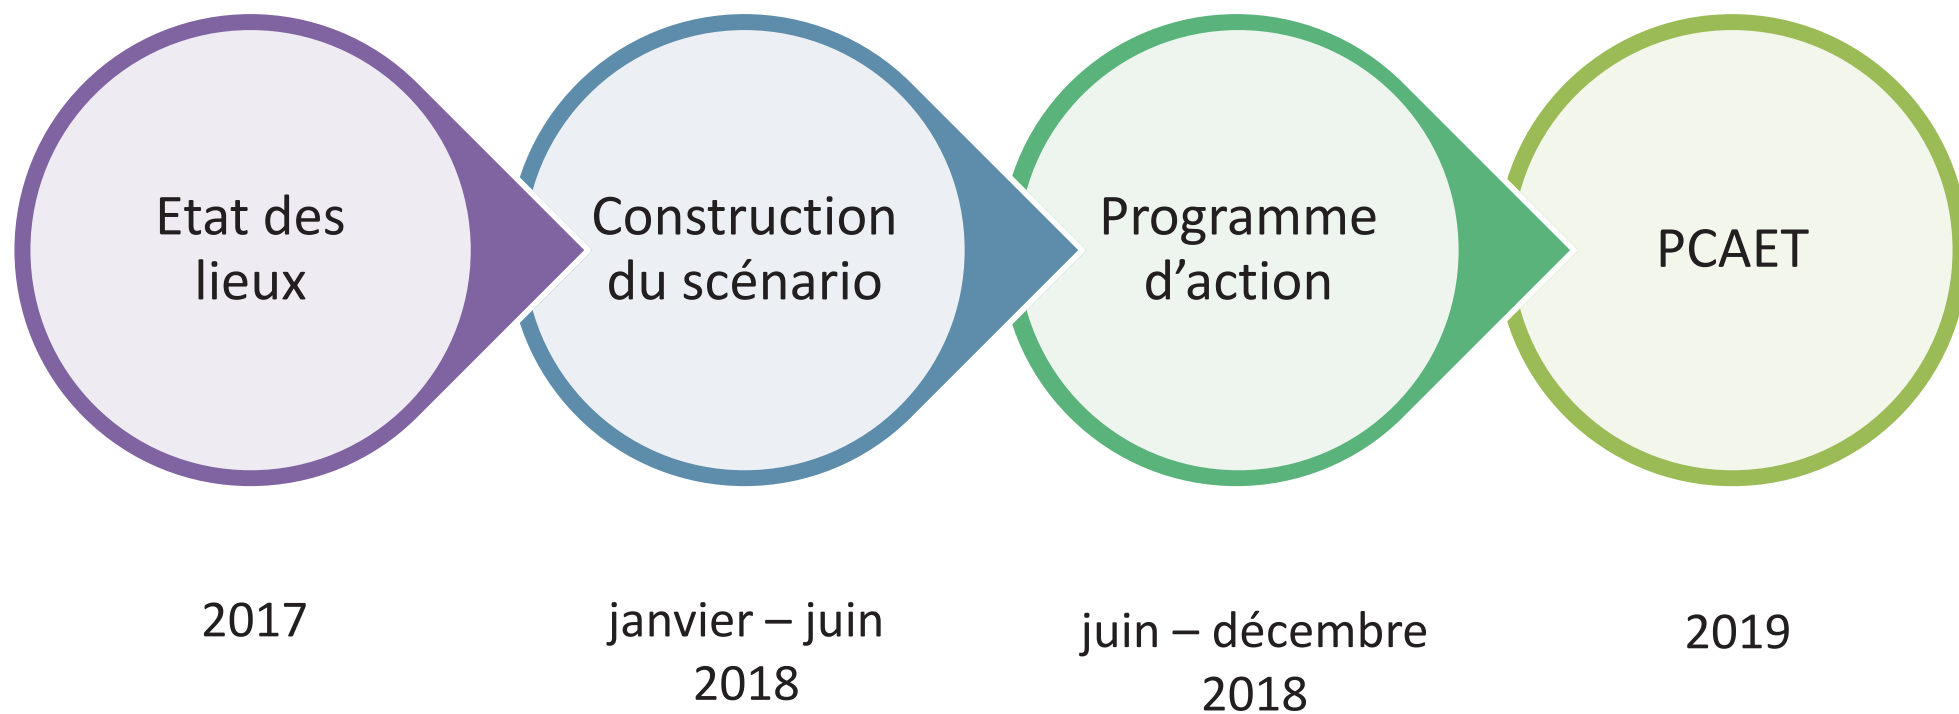 Etat des
lieux
Construction
du scénario
Programme
d’action
PCAET
2017
janvier – juin
2018
juin – décembre
2018
2019